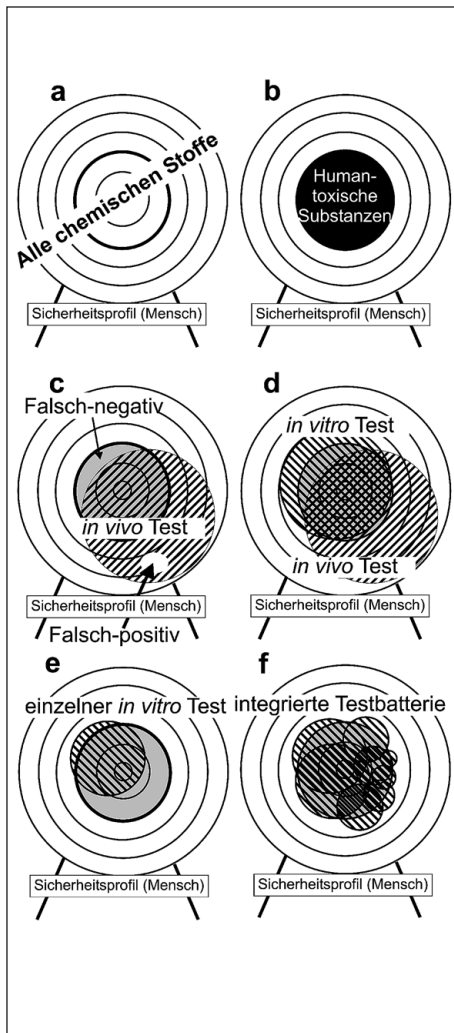 a
Alle chemischen Stoffe
Sicherheitsprofil (Mensch)
b
Human-
toxische
Substanzen
Sicherheitsprofil (Mensch)
c
Falsch-negativ
in vivo Test
Sicherheitsprofil (Mensch)
Falsch-positiv
d
in vitro Test
in vivo Test
Sicherheitsprofil (Mensch)
e
einzelner in vitro Test
Sicherheitsprofil (Mensch)
f
integrierte Testbatterie
Sicherheitsprofil (Mensch)